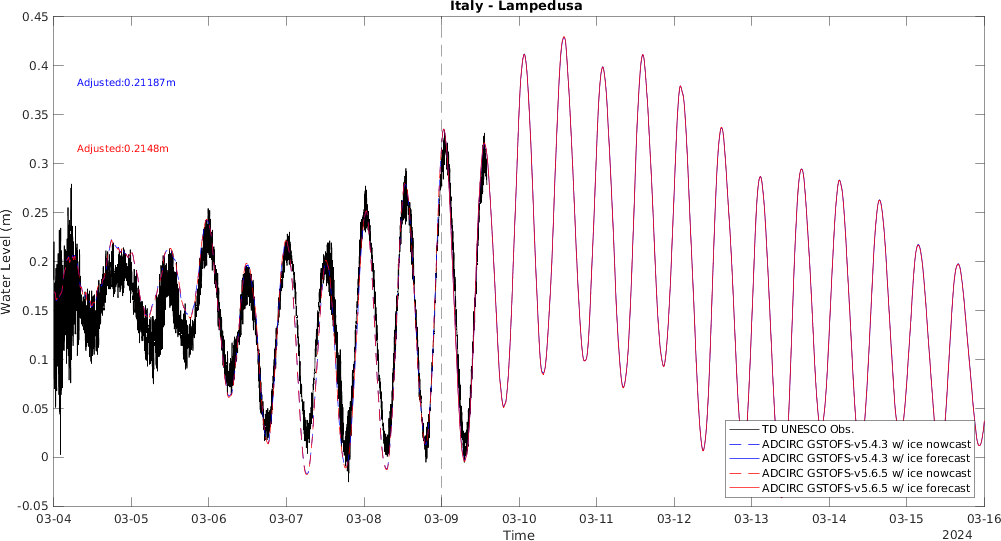 Italy - Lampedusa
0.45
0.4
0.35
0.3
0.25
0.2
0.15
0.1
0.05
0
-0.05
Water Level (m)
Adjusted:0.21187m
Adjusted:0.2148m
TD UNESCO Obs.
ADCIRC GSTOFS-v5.4.3 w/ ice nowcast
ADCIRC GSTOFS-v5.4.3 w/ ice forecast
ADCIRC GSTOFS-v5.6.5 w/ ice nowcast
ADCIRC GSTOFS-v5.6.5 w/ ice forecast
03-04 03-05 03-06 03-07 03-08 03-09 03-10 03-11 03-12 03-13 03-14 03-15 03-16
Time
2024